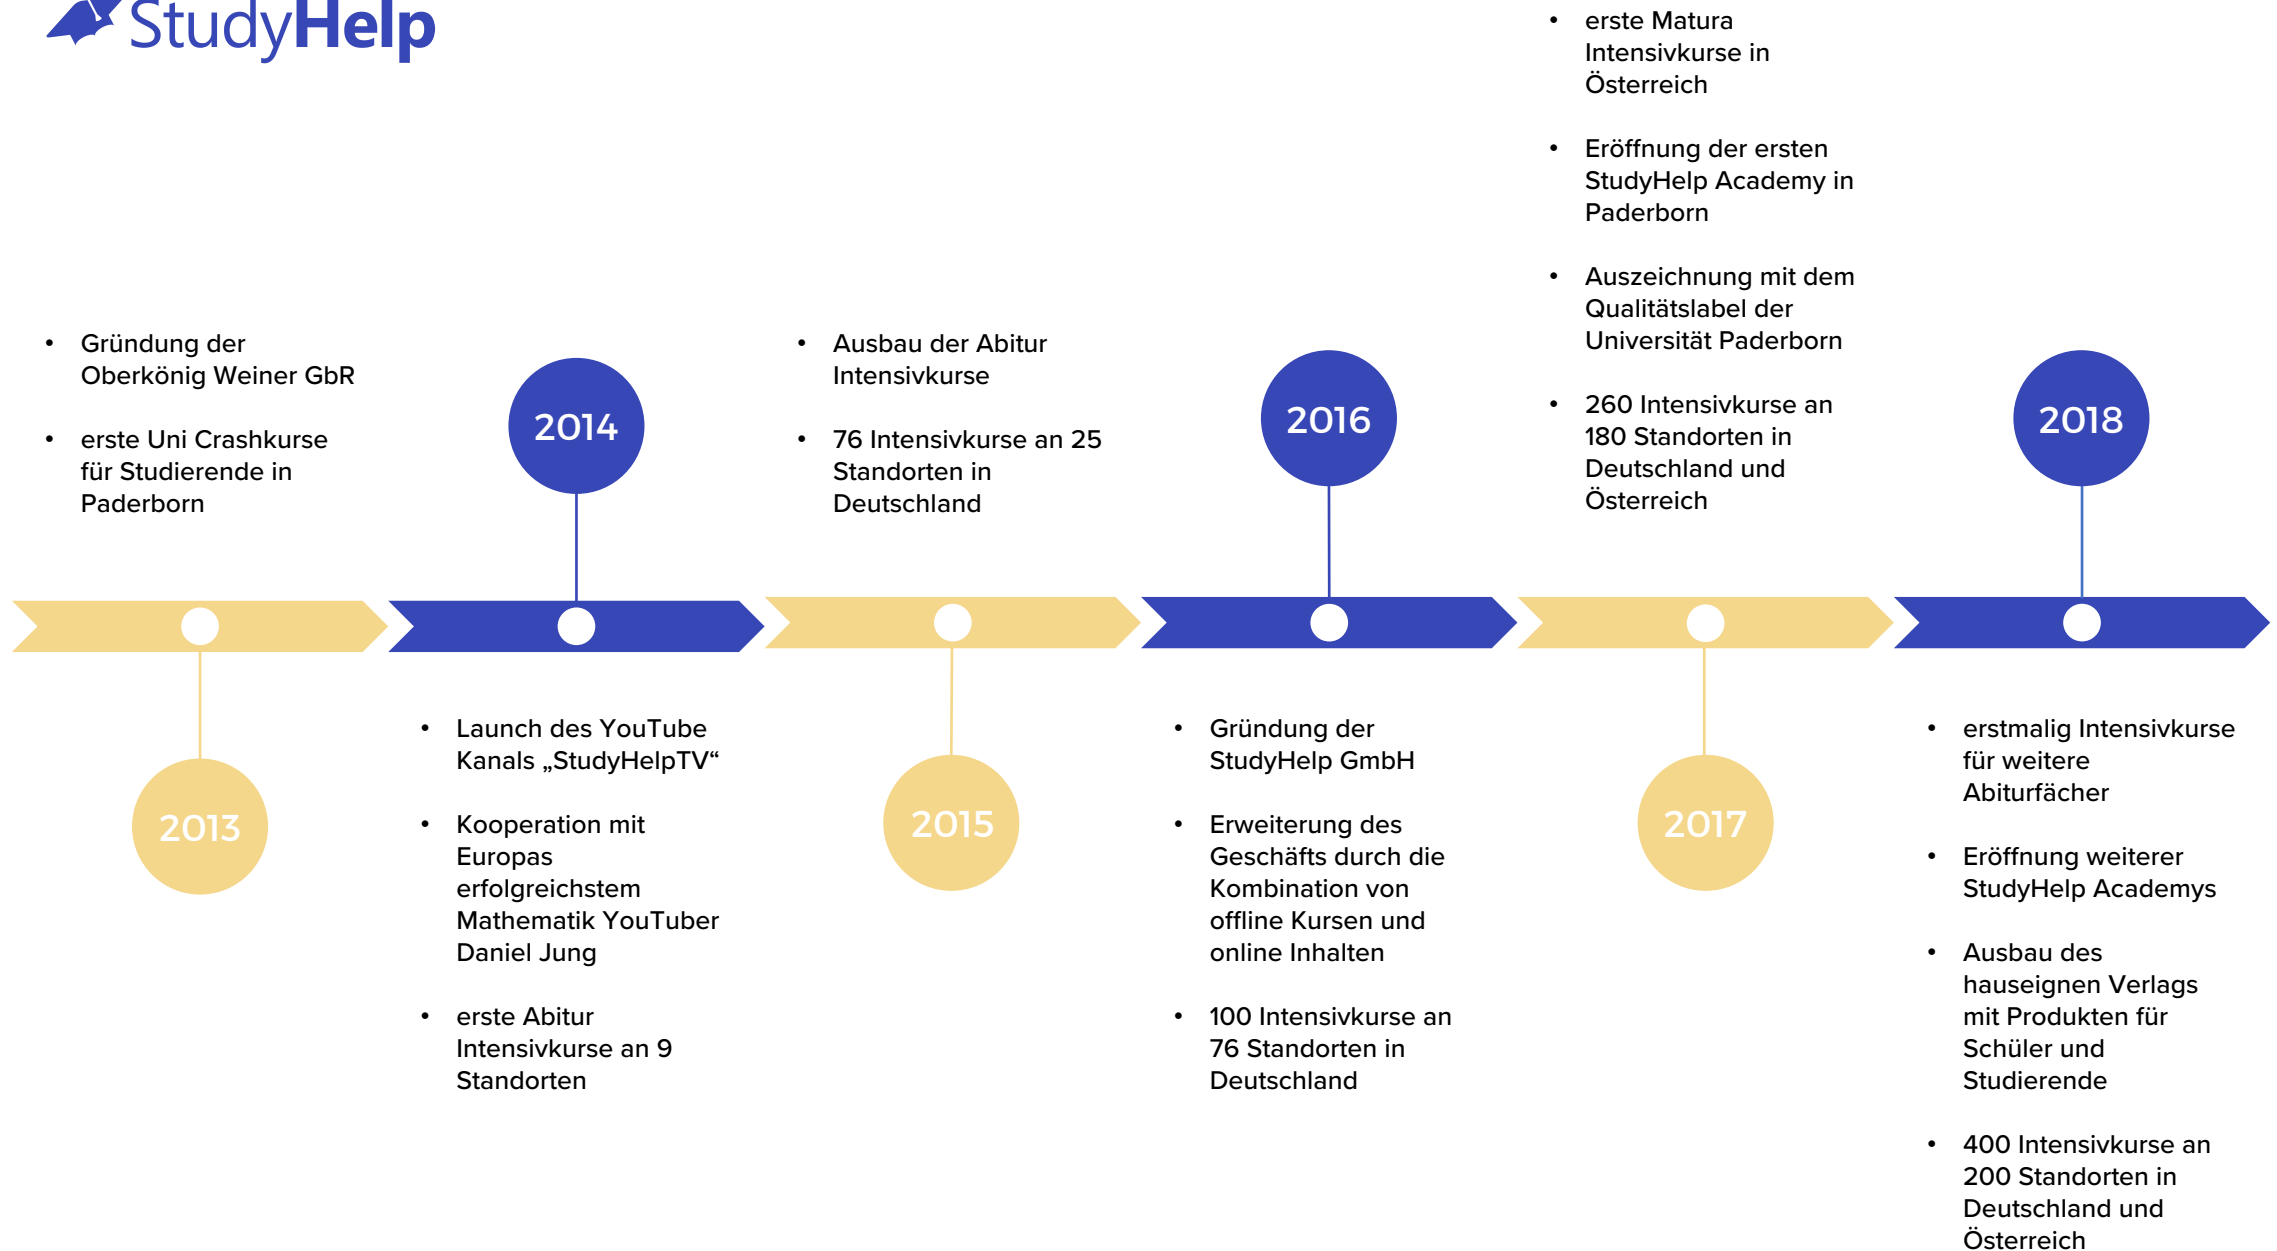 StudyHelp
• Gründung der
Oberkönig Weiner GbR
• erste Uni Crashkurse
für Studierende in
Paderborn
2013
2014
• Launch des YouTube
Kanals „StudyHelpTV“
• Kooperation mit
Europas
erfolgreichstem
Mathematik YouTuber
Daniel Jung
• erste Abitur
Intensivkurse an 9
Standorten
• Ausbau der Abitur
Intensivkurse
• 76 Intensivkurse an 25
Standorten in
Deutschland
2015
2016
• Gründung der
StudyHelp GmbH
• Erweiterung des
Geschäfts durch die
Kombination von
offline Kursen und
online Inhalten
• 100 Intensivkurse an
76 Standorten in
Deutschland
• erste Matura
Intensivkurse in
Österreich
• Eröffnung der ersten
StudyHelp Academy in
Paderborn
• Auszeichnung mit dem
Qualitätslabel der
Universität Paderborn
• 260 Intensivkurse an
180 Standorten in
Deutschland und
Österreich
2017
2018
• erstmalig Intensivkurse
für weitere
Abiturfächer
• Eröffnung weiterer
StudyHelp Academys
• Ausbau des
hauseignen Verlags
mit Produkten für
Schüler und
Studierende
• 400 Intensivkurse an
200 Standorten in
Deutschland und
Österreich